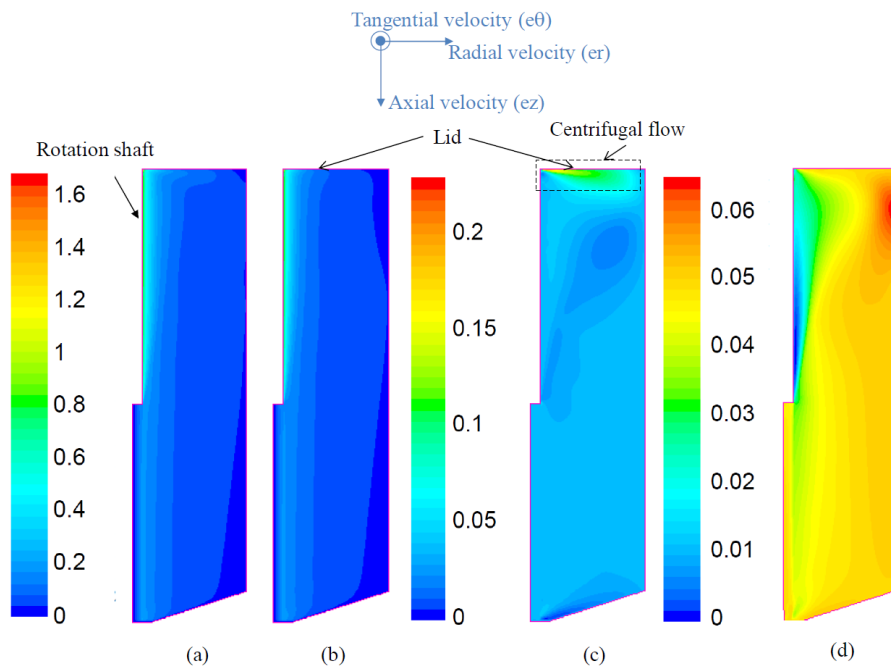 Tangential velocity (eθ)
Radial velocity (er)
Axial velocity (ez)
Lid
Centrifugal flow
Rotation shaft
1.6
1.4
1.2
1
0.8
0.6
0.4
0.2
0
0.2
0.15
0.1
0.05
0
0.06
0.05
0.04
0.03
0.02
0.01
0
(a)
(b)
(c)
(d)